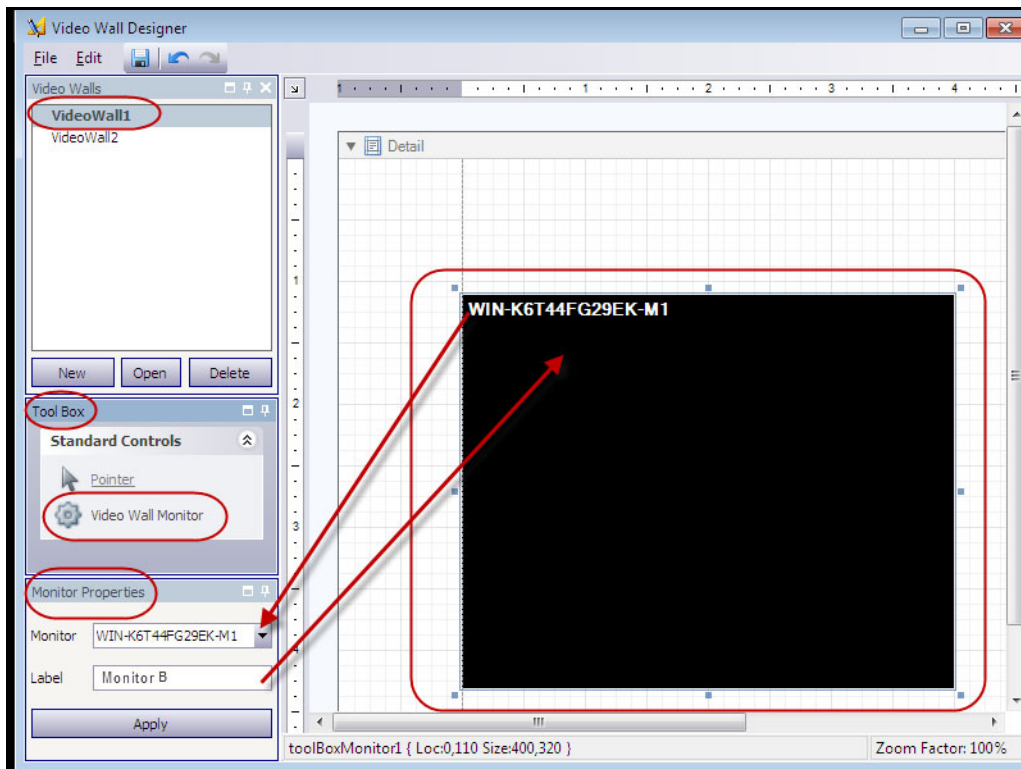 Video Wall Designer
File Edit
Video Walls
VideoWall1
VideoWall2
New Open Delete
Tool Box
Standard Controls
Pointer
Video Wall Monitor
Monitor Properties
Monitor WIN-K6T44FG29EK-M1
Label Monitor B
Apply
1 1 2 3 4
Detail
1
2
3
4
WIN-K6T44FG29EK-M1
toolBoxMonitor1 { Loc:0,110 Size:400,320 } Zoom Factor: 100%